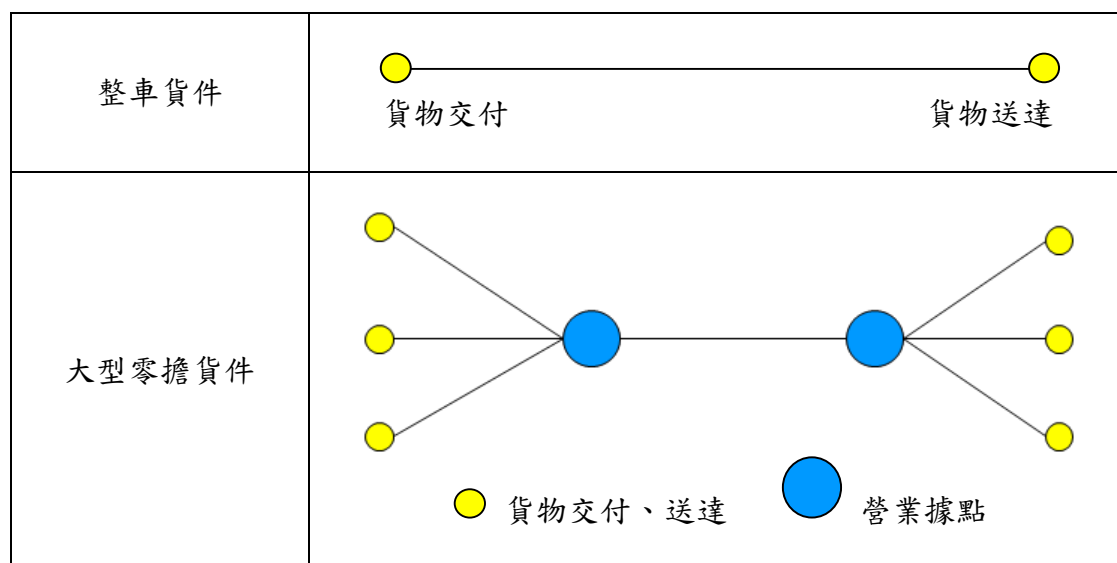 整車貨件
貨物交付
貨物送達
大型零擔貨件
貨物交付、送達
營業據點